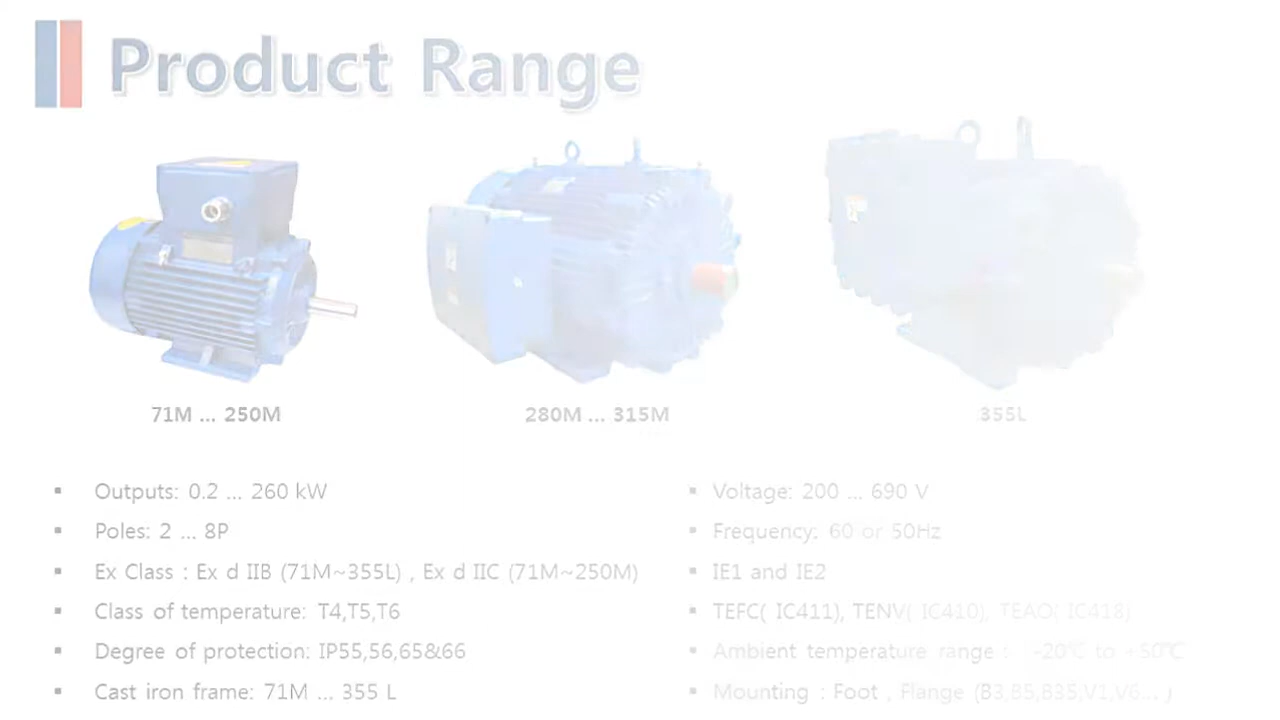 Product Range
71M ... 250M
280M ... 315M
355L
▪ Outputs: 0.2 ... 260 kW
▪ Poles: 2 ... 8P
▪ Ex Class : Ex d IIB (71M~355L) , Ex d IIC (71M~250M)
▪ Class of temperature: T4,T5,T6
▪ Degree of protection: IP55,56,65&66
▪ Cast iron frame: 71M ... 355 L
▪ Voltage: 200 ... 690 V
▪ Frequency: 60 or 50Hz
▪ IE1 and IE2
▪ TEFC( IC411), TENV( IC410), TEAO( IC418)
▪ Ambient temperature range : -20℃ to +50℃
▪ Mounting : Foot , Flange (B3,B5,B35,V1,V6... )